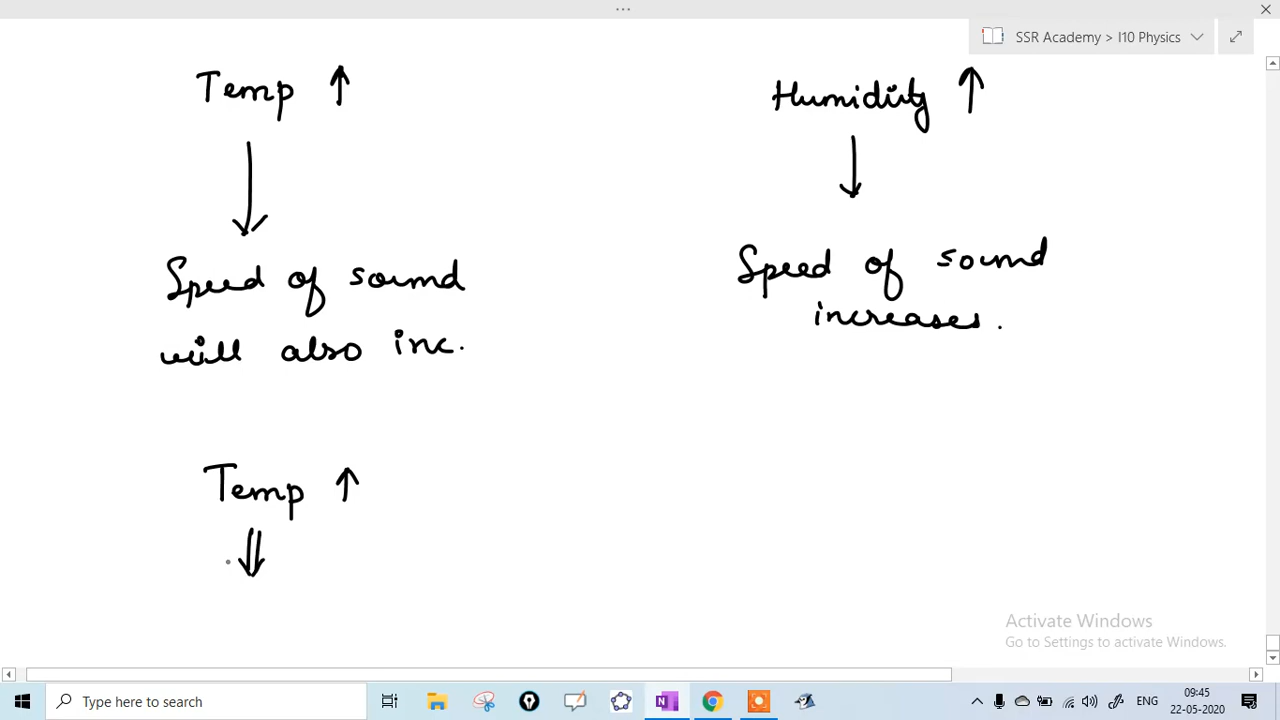 SSR Academy > I10 Physics
Temp ↑
Humidity ↑
Speed of sound
will also inc.
Speed of sound
increases.
Temp ↑
Activate Windows
Go to Settings to activate Windows.
Type here to search
ENG
09:45
22-05-2020